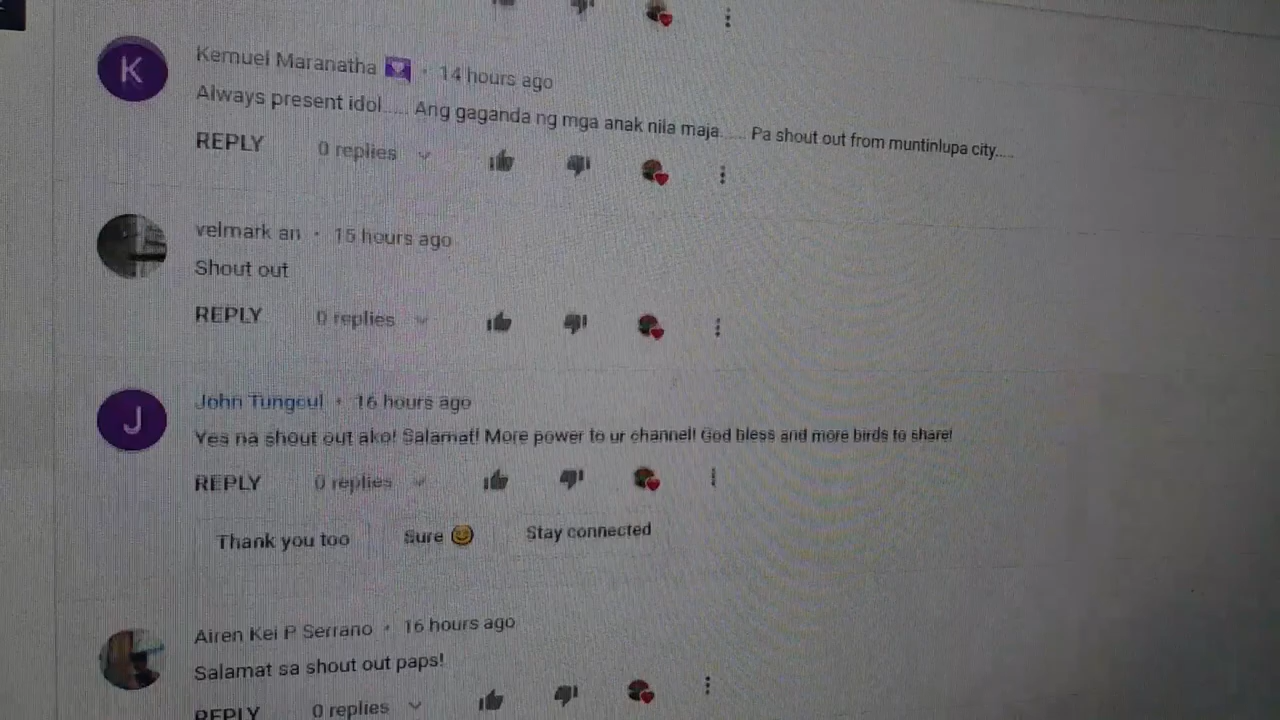 K
Kemuel Maranatha • 14 hours ago
Always present idol..... Ang gaganda ng mga anak nila maja..... Pa shout out from muntinlupa city.....
REPLY 0 replies
velmark an • 15 hours ago
Shout out
REPLY 0 replies
J
John Tungcul • 16 hours ago
Yes na shout out ako! Salamat! More power to ur channel! God bless and more birds to share!
REPLY 0 replies
Thank you too Sure 😄 Stay connected
Airen Kei P Serrano • 16 hours ago
Salamat sa shout out paps!
REPLY 0 replies